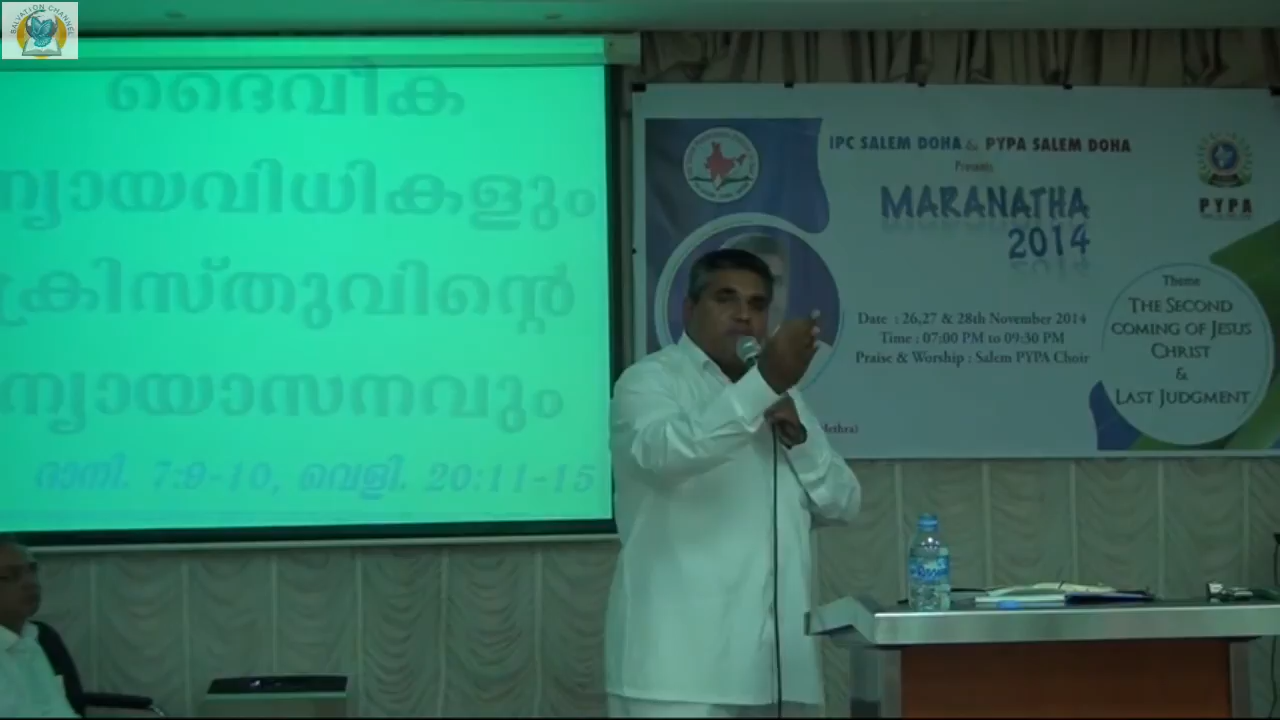 SALVATION CHANNEL
ദൈവീക
ന്യായവിധികളും
ക്രിസ്തുവിന്റെ
ന്യായാസനവും
ദാനി. 7:9-10, വെളി. 20:11-15
IPC SALEM DOHA & PYPA SALEM DOHA
Presents
MARANATHA
2014
PYPA
Date : 26,27 & 28th November 2014
Time : 07:00 PM to 09:30 PM
Praise & Worship : Salem PYPA Choir
Theme
THE SECOND
COMING OF JESUS
CHRIST
&
LAST JUDGMENT